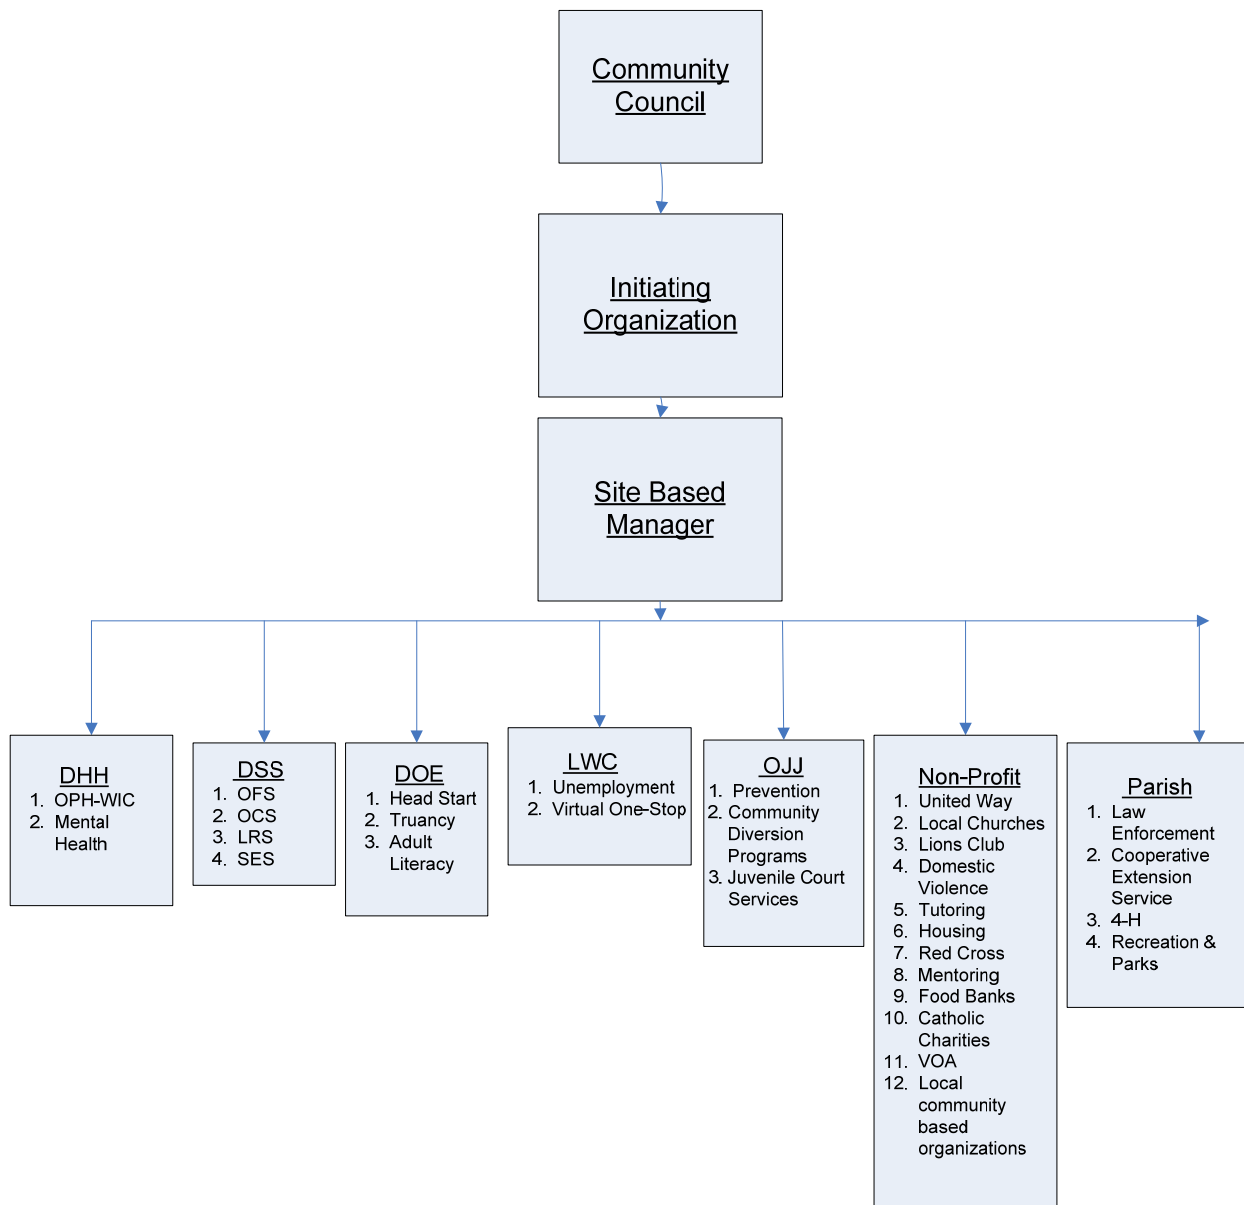 Community
Council
Initiating
Organization
Site Based
Manager
DHH
1. OPH-WIC
2. Mental
Health
DSS
1. OFS
2. OCS
3. LRS
4. SES
DOE
1. Head Start
2. Truancy
3. Adult
Literacy
LWC
1. Unemployment
2. Virtual One-Stop
OJJ
1. Prevention
2. Community
Diversion
Programs
3. Juvenile Court
Services
Non-Profit
1. United Way
2. Local Churches
3. Lions Club
4. Domestic
Violence
5. Tutoring
6. Housing
7. Red Cross
8. Mentoring
9. Food Banks
10. Catholic
Charities
11. VOA
12. Local
community
based
organizations
Parish
1. Law
Enforcement
2. Cooperative
Extension
Service
3. 4-H
4. Recreation &
Parks